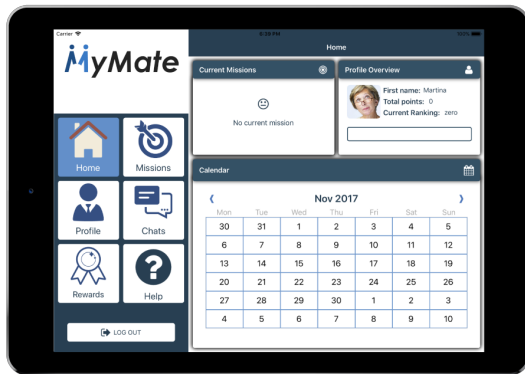 Carrier 6:39 PM 100%
MyMate
Home
Current Missions
No current mission
Profile Overview
First name: Martina
Total points: 0
Current Ranking: zero
Home
Missions
Profile
Chats
Rewards
Help
LOG OUT
Calendar
Nov 2017
Mon Tue Wed Thu Fri Sat Sun
30 31 1 2 3 4 5
6 7 8 9 10 11 12
13 14 15 16 17 18 19
20 21 22 23 24 25 26
27 28 29 30 1 2 3
4 5 6 7 8 9 10